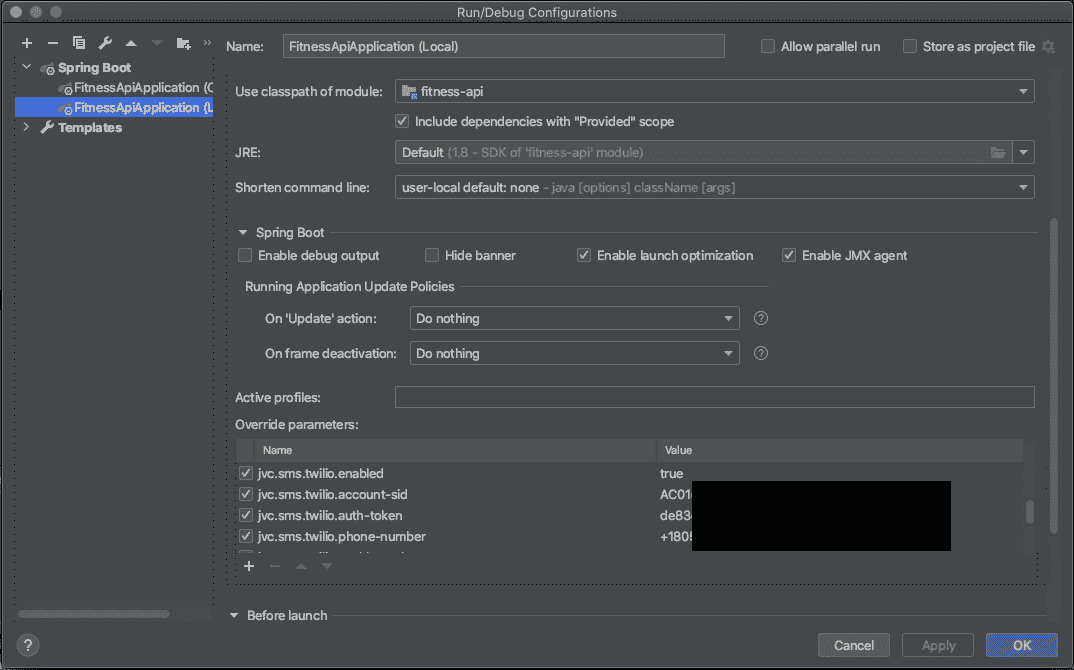 Run/Debug Configurations
Name: FitnessApiApplication (Local) Allow parallel run Store as project file
Spring Boot
FitnessApiApplication (
FitnessApiApplication (L
Templates
Use classpath of module: fitness-api
Include dependencies with "Provided" scope
JRE: Default (1.8 - SDK of 'fitness-api' module)
Shorten command line: user-local default: none - java [options] className [args]
Spring Boot
Enable debug output Hide banner Enable launch optimization Enable JMX agent
Running Application Update Policies
On 'Update' action: Do nothing ?
On frame deactivation: Do nothing ?
Active profiles:
Override parameters:
Name Value
jvc.sms.twilio.enabled true
jvc.sms.twilio.account-sid AC01
jvc.sms.twilio.auth-token de83
jvc.sms.twilio.phone-number +1805
Before launch
? Cancel Apply OK